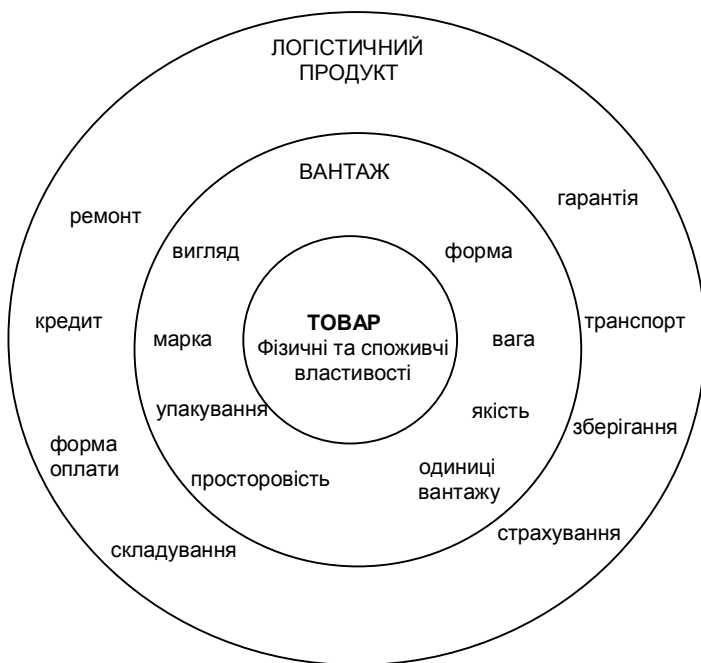 ЛОГІСТИЧНИЙ
ПРОДУКТ
ВАНТАЖ
гарантія
ремонт
вигляд
форма
кредит
марка
ТОВАР
Фізичні та споживчі
властивості
вага
транспорт
упакування
якість
зберігання
форма
оплати
просторовість
одиниці
вантажу
складування
страхування